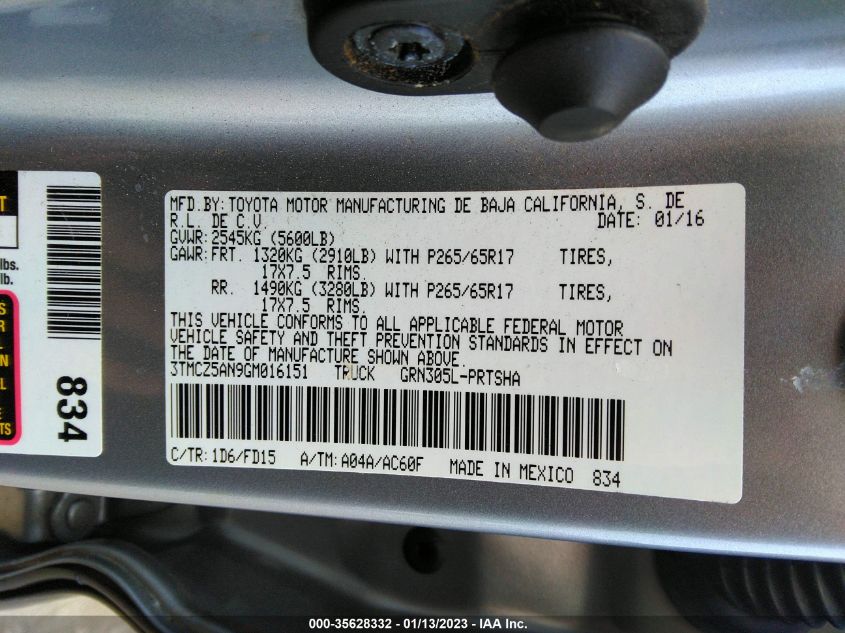 MFD.BY: TOYOTA MOTOR MANUFACTURING DE BAJA CALIFORNIA, S. DE
R.L. DE C.V. DATE: 01/16
GVWR: 2545KG (5600LB)
GAWR: FRT. 1320KG (2910LB) WITH P265/65R17 TIRES,
17X7.5 RIMS.
RR. 1490KG (3280LB) WITH P265/65R17 TIRES,
17X7.5 RIMS.
THIS VEHICLE CONFORMS TO ALL APPLICABLE FEDERAL MOTOR
VEHICLE SAFETY AND THEFT PREVENTION STANDARDS IN EFFECT ON
THE DATE OF MANUFACTURE SHOWN ABOVE.
3TMCZ5AN9GM016151 TRUCK GRN305L-PRTSHA
C/TR: 1D6/FD15 A/TM: A04A/AC60F MADE IN MEXICO 834
834
lbs.
lb.
TS
000-35628332 - 01/13/2023 - IAA Inc.